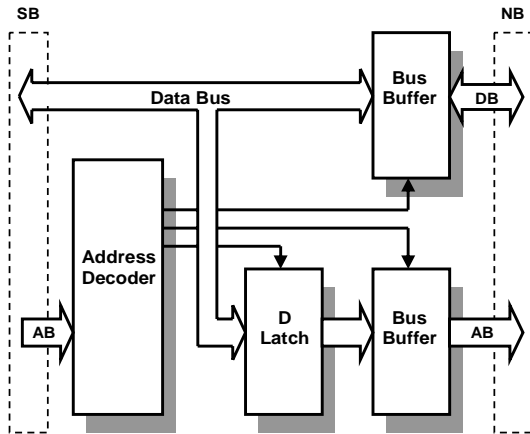 SB
NB
Bus
Buffer
Data Bus
DB
Address
Decoder
D
Latch
Bus
Buffer
AB
AB